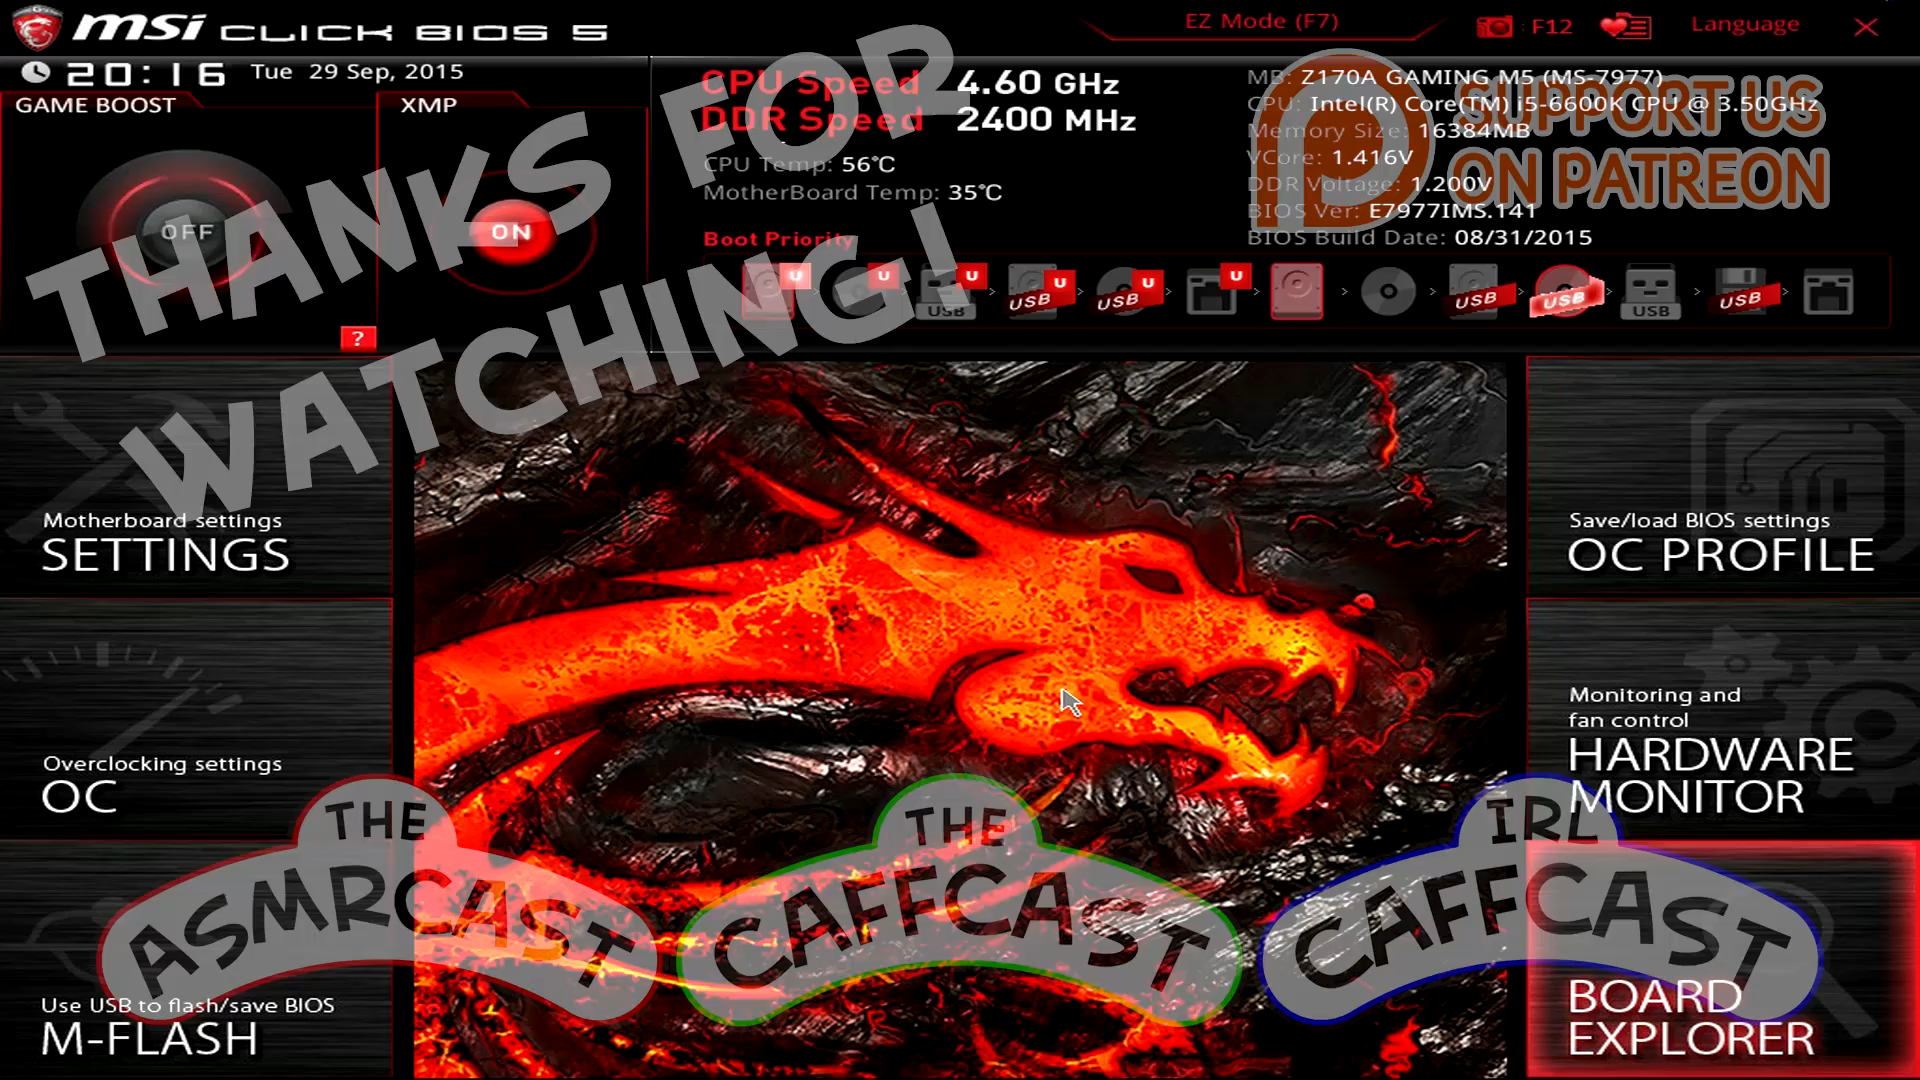 msi CLICK BIOS 5
EZ Mode (F7)
: F12
Language
20:16 Tue 29 Sep, 2015
GAME BOOST
XMP
OFF
ON
?
CPU Speed 4.60 GHz
DDR Speed 2400 MHz
CPU Temp: 56°C
MotherBoard Temp: 35°C
MB: Z170A GAMING M5 (MS-7977)
CPU: Intel(R) Core(TM) i5-6600K CPU @ 3.50GHz
Memory Size: 16384MB
VCore: 1.416V
DDR Voltage: 1.200V
BIOS Ver: E7977IMS.141
BIOS Build Date: 08/31/2015
Boot Priority
U U U U U U
USB USB USB USB USB USB USB
THANKS FOR
WATCHING!
SUPPORT US
ON PATREON
Motherboard settings
SETTINGS
Overclocking settings
OC
Use USB to flash/save BIOS
M-FLASH
Save/load BIOS settings
OC PROFILE
Monitoring and
fan control
HARDWARE
MONITOR
BOARD
EXPLORER
THE
ASMRCAST
THE
CAFFCAST
IRL
CAFFCAST